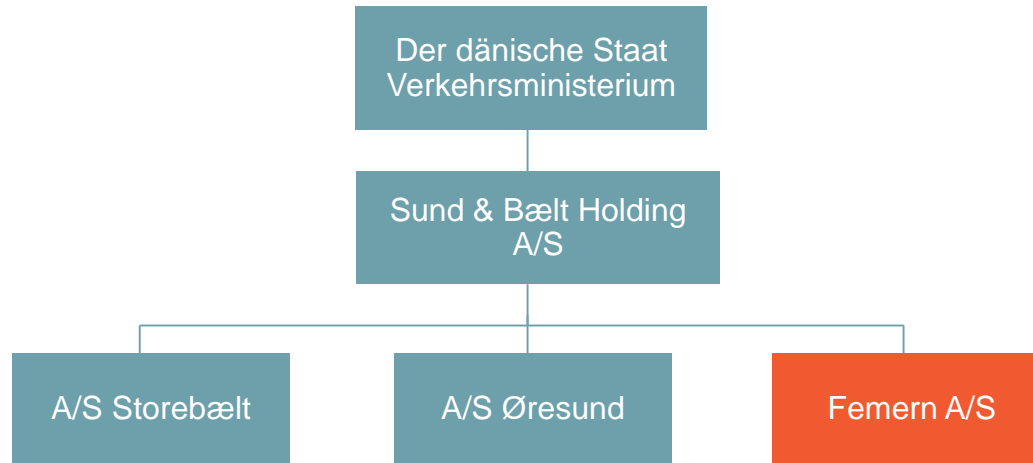 Der dänische Staat
Verkehrsministerium
Sund & Bælt Holding
A/S
A/S Storebælt
A/S Øresund
Femern A/S